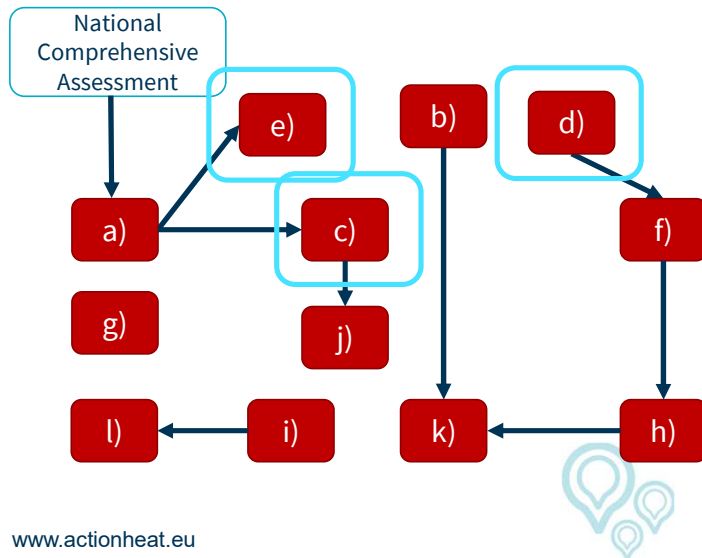 National
Comprehensive
Assessment
e)
b)
d)
a)
c)
f)
g)
j)
l)
i)
k)
h)
www.actionheat.eu